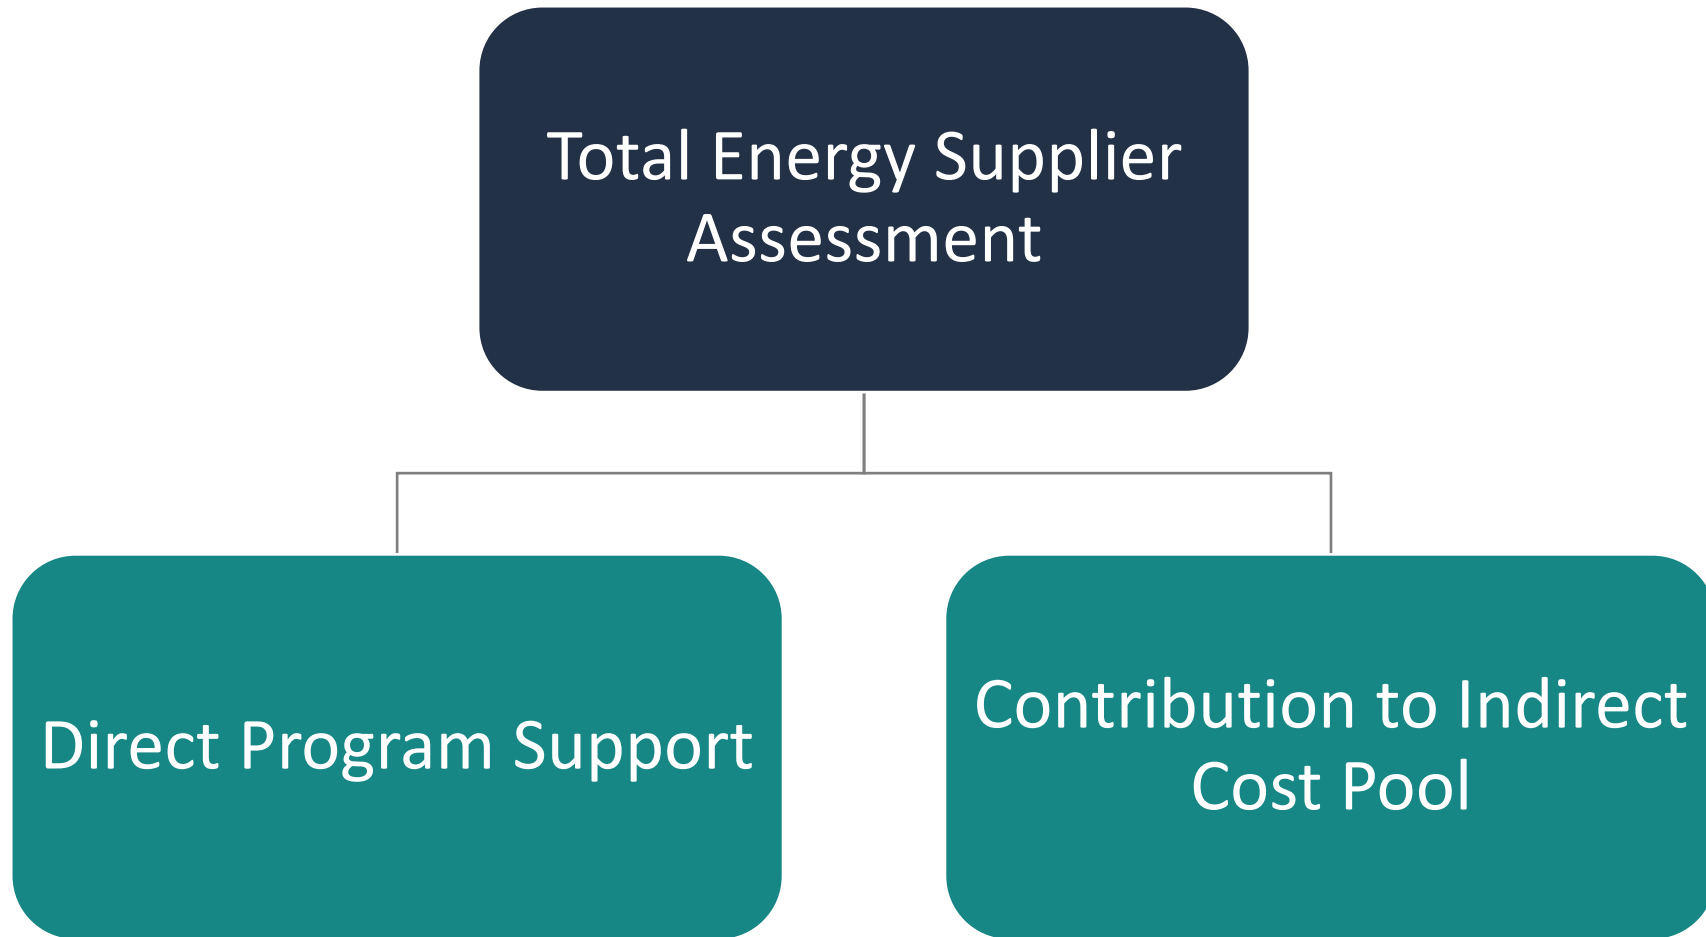 Total Energy Supplier
Assessment
Direct Program Support
Contribution to Indirect
Cost Pool